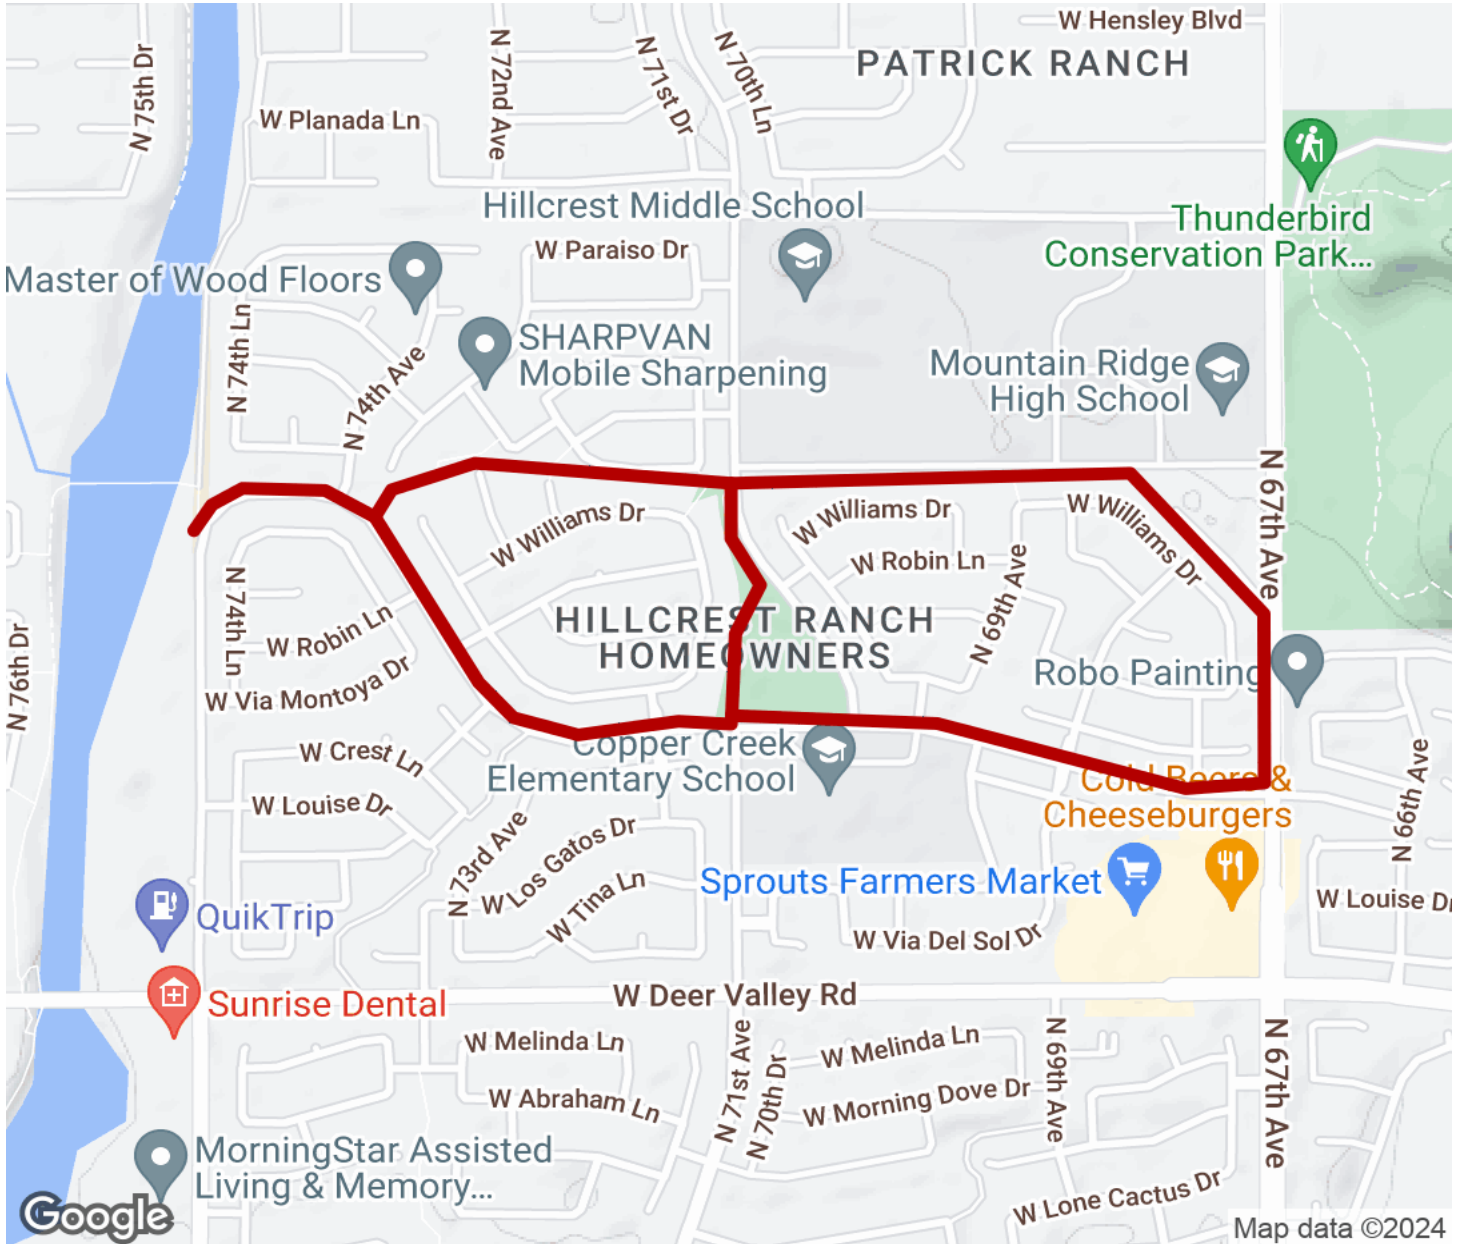 W Hensley Blvd
PATRICK RANCH
N 75th Dr
N 72nd Ave
N 71st Dr
N 70th Ln
W Planada Ln
Hillcrest Middle School
Thunderbird
Conservation Park...
W Paraiso Dr
Master of Wood Floors
SHARPVAN
Mobile Sharpening
N 74th Ln
N 74th Ave
Mountain Ridge
High School
N 67th Ave
W Williams Dr
W Williams Dr
W Williams Dr
W Robin Ln
N 69th Ave
N 74th Ln
HILLCREST RANCH
HOMEOWNERS
W Robin Ln
N 76th Dr
W Via Montoya Dr
Robo Painting
W Crest Ln
Copper Creek
Elementary School
Cold Beers &
Cheeseburgers
N 66th Ave
W Louise Dr
N 73rd Ave
W Los Gatos Dr
W Tina Ln
Sprouts Farmers Market
W Louise Dr
QuikTrip
W Via Del Sol Dr
W Deer Valley Rd
Sunrise Dental
W Melinda Ln
N 71st Ave
N 70th Dr
W Melinda Ln
N 69th Ave
N 67th Ave
W Abraham Ln
W Morning Dove Dr
MorningStar Assisted
Living & Memory...
W Lone Cactus Dr
Google
Map data ©2024